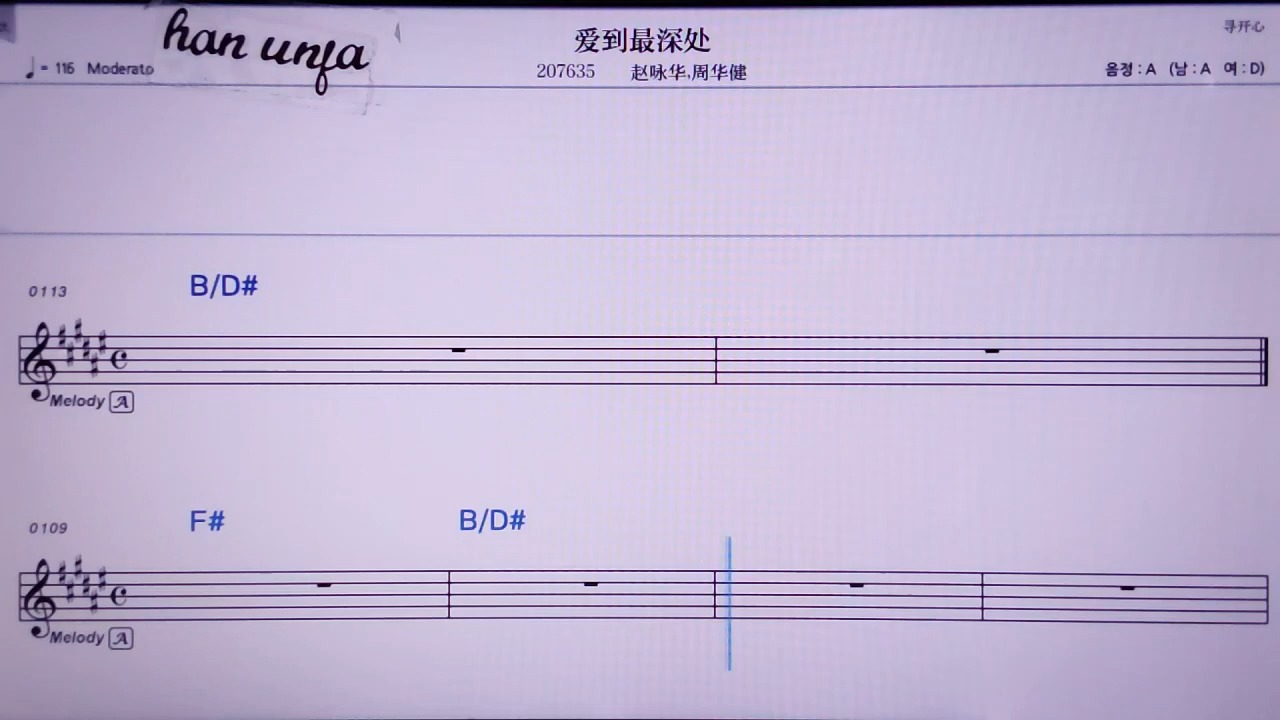 han unfa
爱到最深处
寻开心
♩= 116 Moderato
207635 赵咏华,周华健
음정 : A (남 : A 여 : D)
0113
B/D#
Melody A
0109
F# B/D#
Melody A